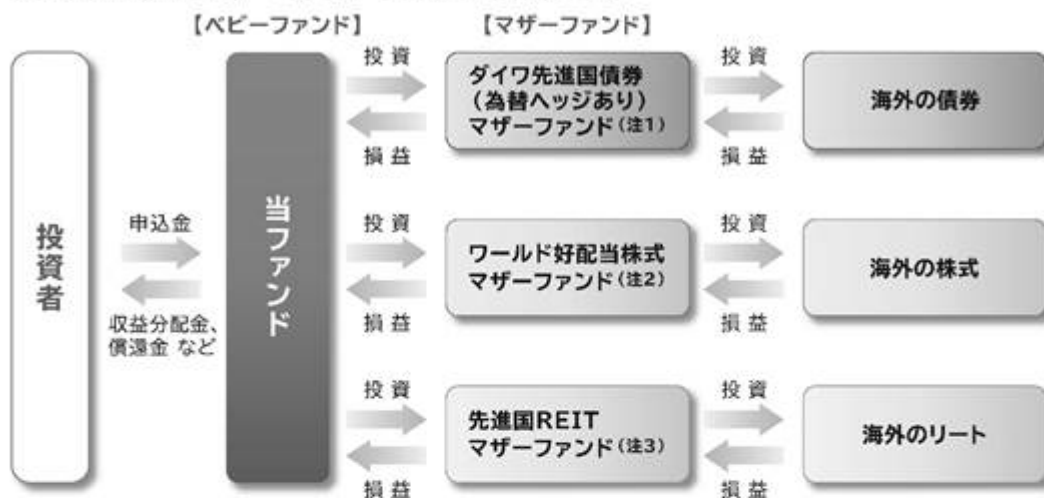 【ベビーファンド】
【マザーファンド】
投資者
申込金
収益分配金、
償還金 など
当ファンド
投 資
損 益
ダイワ先進国債券
(為替ヘッジあり)
マザーファンド(注1)
投 資
損 益
海外の債券
投 資
損 益
ワールド好配当株式
マザーファンド(注2)
投 資
損 益
海外の株式
投 資
損 益
先進国REIT
マザーファンド(注3)
投 資
損 益
海外のリート